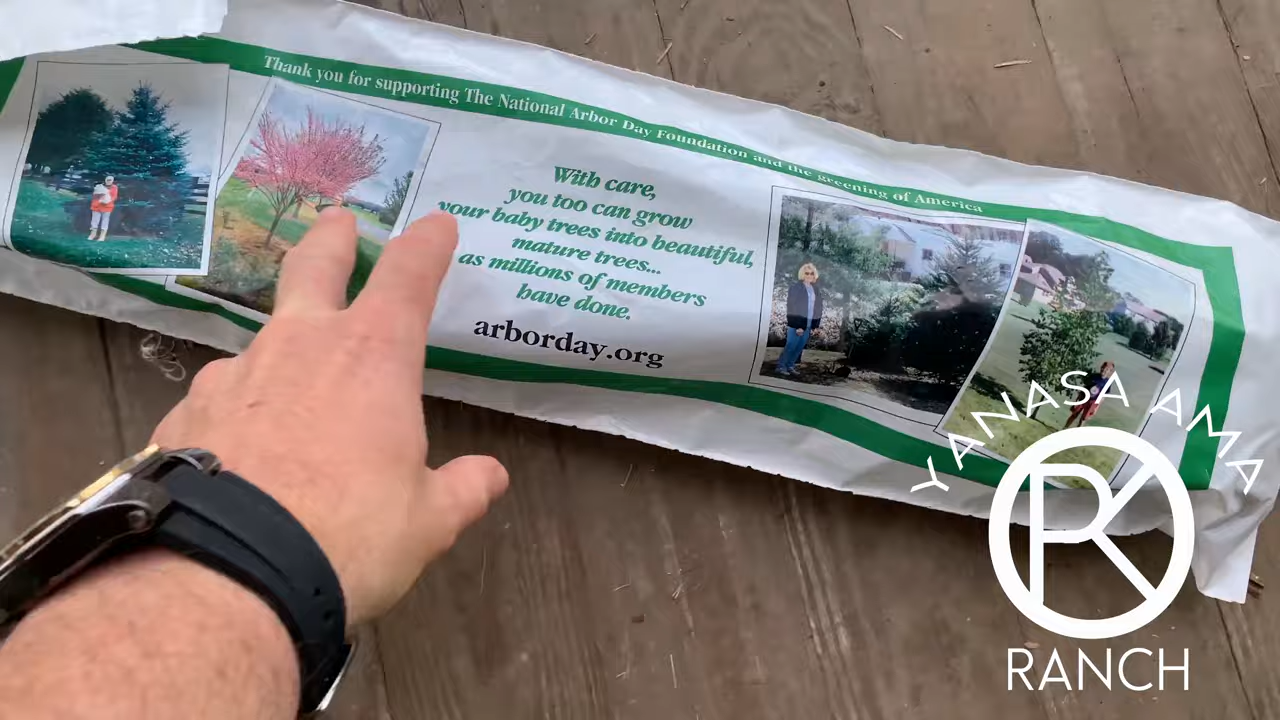 Thank you for supporting The National Arbor Day Foundation and the greening of America
With care,
you too can grow
your baby trees into beautiful,
mature trees...
as millions of members
have done.
arborday.org
YANASA AMA
R
RANCH